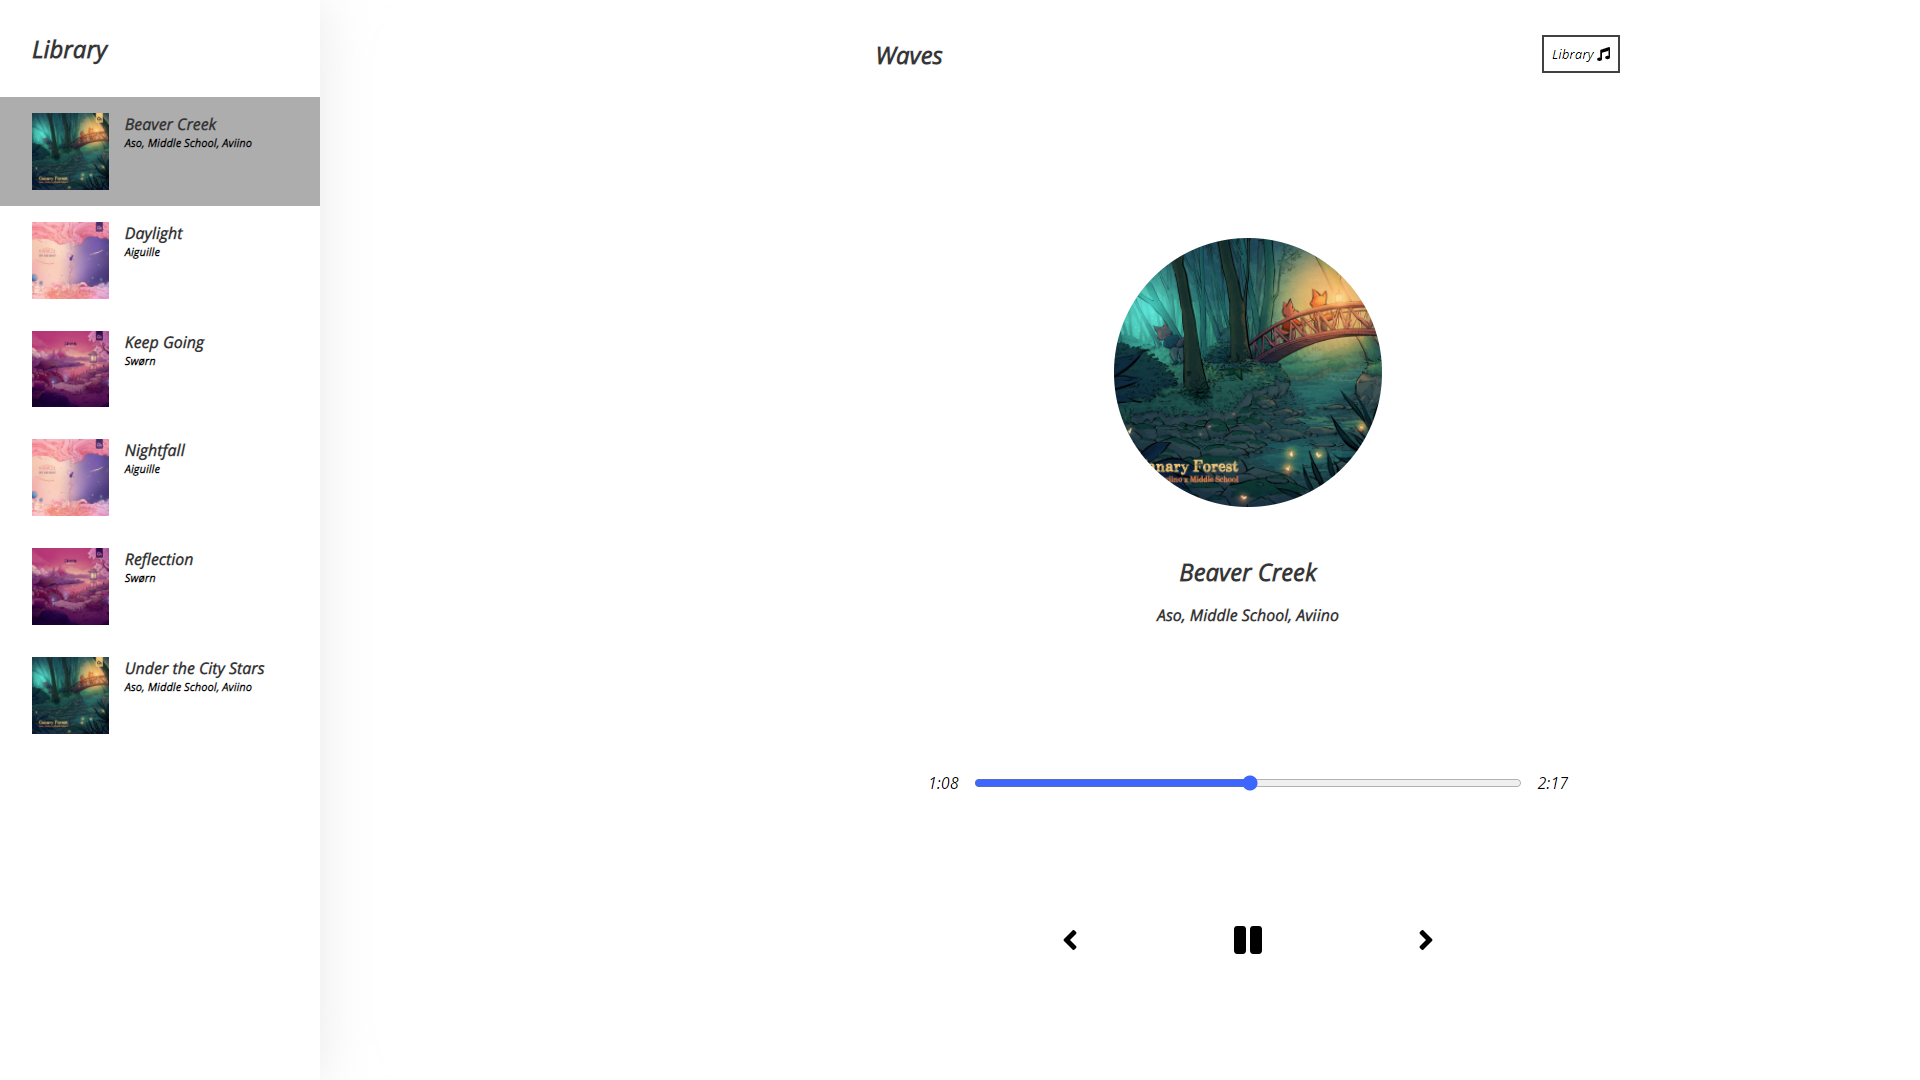 Library
Beaver Creek
Aso, Middle School, Aviino
Daylight
Aiguille
Keep Going
Swørn
Nightfall
Aiguille
Reflection
Swørn
Under the City Stars
Aso, Middle School, Aviino
Waves
Library
nary Forest
Middle School
Beaver Creek
Aso, Middle School, Aviino
1:08
2:17